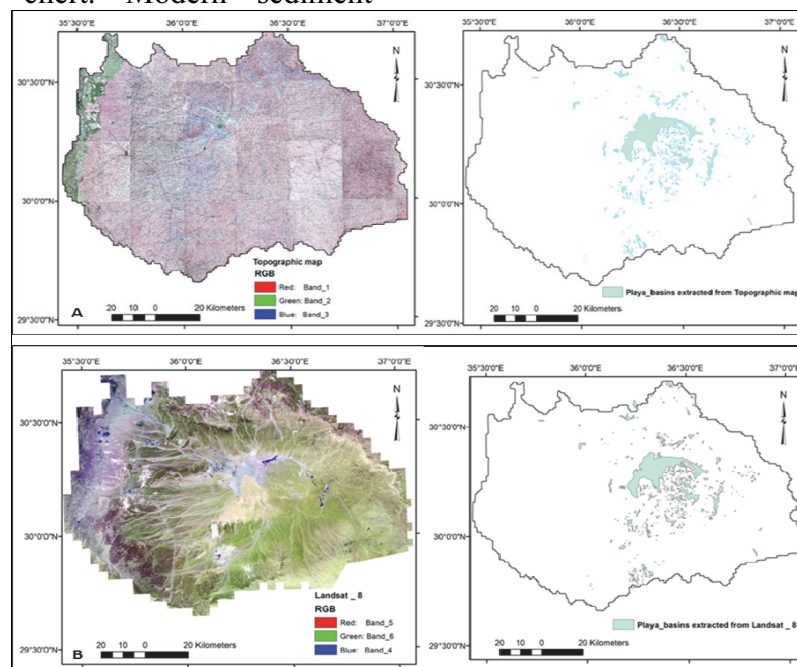 chert. Modern sediment
35°30'0"E 36°0'0"E 36°30'0"E 37°0'0"E
N
30°30'0"N
30°0'0"N
29°30'0"N
Topographic map
RGB
Red: Band_1
Green: Band_2
Blue: Band_3
20 10 0 20 Kilometers
A
35°30'0"E 36°0'0"E 36°30'0"E 37°0'0"E
N
30°30'0"N
30°0'0"N
29°30'0"N
Playa_basins extracted from Topographic map
20 10 0 20 Kilometers
35°30'0"E 36°0'0"E 36°30'0"E 37°0'0"E
N
30°30'0"N
30°0'0"N
29°30'0"N
Landsat _ 8
RGB
Red: Band_5
Green: Band_6
Blue: Band_4
20 10 0 20 Kilometers
B
35°30'0"E 36°0'0"E 36°30'0"E 37°0'0"E
N
30°30'0"N
30°0'0"N
29°30'0"N
Playa_basins extracted from Landsat _ 8
20 10 0 20 Kilometers